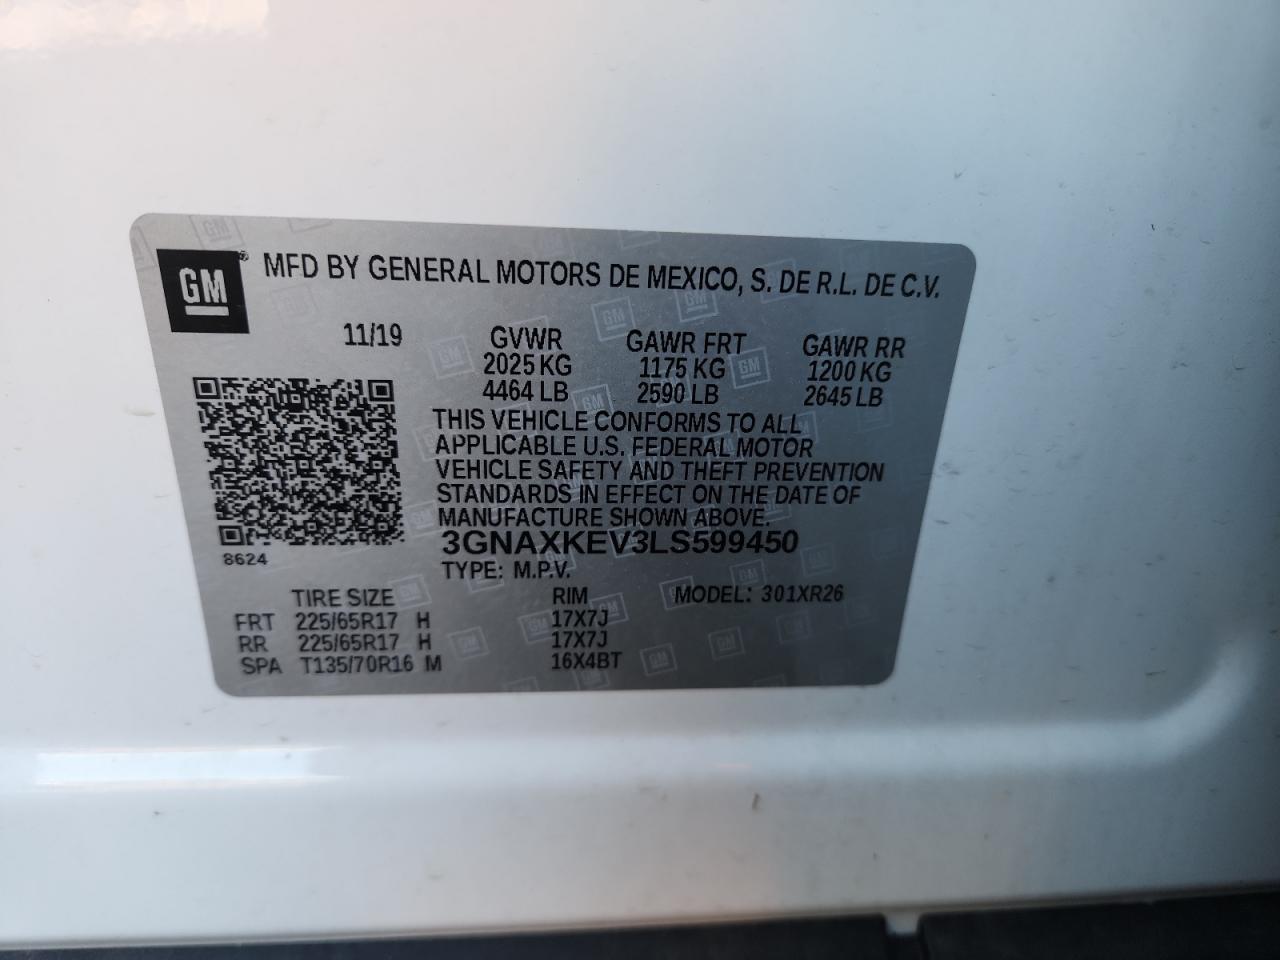 GM® MFD BY GENERAL MOTORS DE MEXICO, S. DE R.L. DE C.V.
11/19 GVWR GAWR FRT GAWR RR
2025 KG 1175 KG 1200 KG
4464 LB 2590 LB 2645 LB
THIS VEHICLE CONFORMS TO ALL
APPLICABLE U.S. FEDERAL MOTOR
VEHICLE SAFETY AND THEFT PREVENTION
STANDARDS IN EFFECT ON THE DATE OF
MANUFACTURE SHOWN ABOVE.
3GNAXKEV3LS599450
8624
TYPE: M.P.V.
TIRE SIZE RIM MODEL: 301XR26
FRT 225/65R17 H 17X7J
RR 225/65R17 H 17X7J
SPA T135/70R16 M 16X4BT